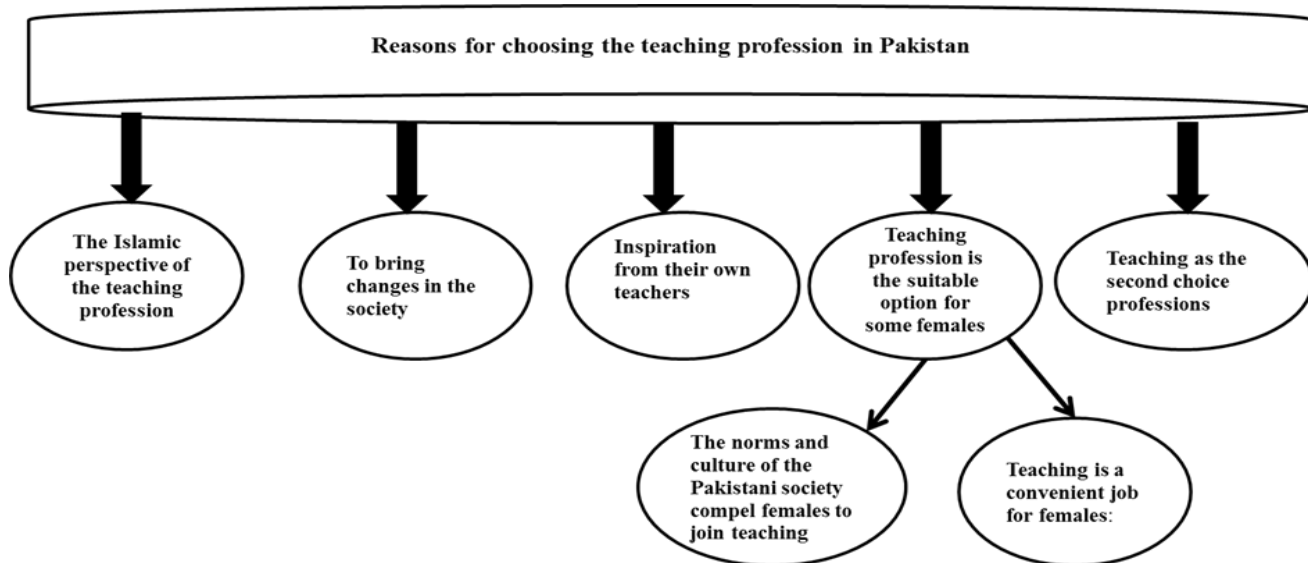 Reasons for choosing the teaching profession in Pakistan
The Islamic
perspective of
the teaching
profession
To bring
changes in the
society
Inspiration
from their own
teachers
Teaching
profession is
the suitable
option for
some females
Teaching as the
second choice
professions
The norms and
culture of the
Pakistani society
compel females to
join teaching
Teaching is a
convenient job
for females: